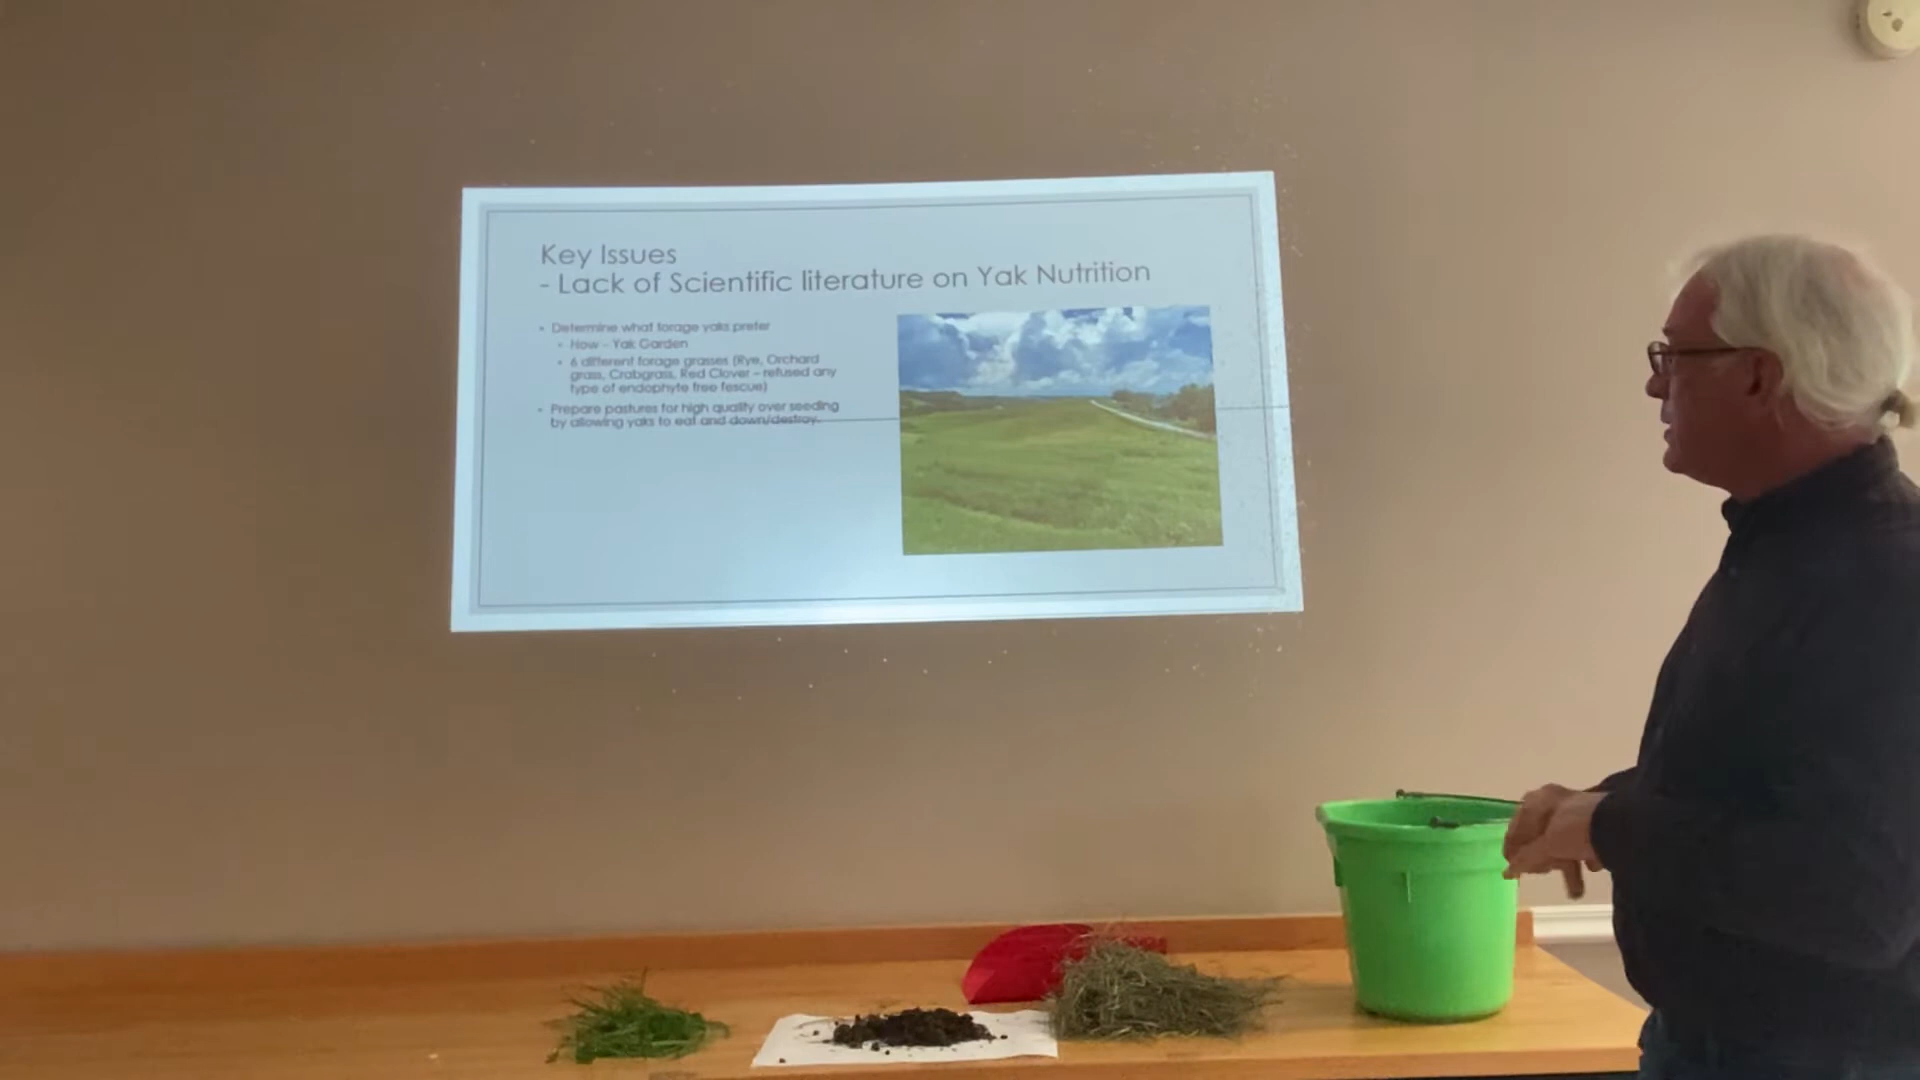 Key Issues
- Lack of Scientific literature on Yak Nutrition
• Determine what forage yaks prefer
• How – Yak Garden
• 6 different forage grasses (Rye, Orchard
grass, Crabgrass, Red Clover – refused any
type of endophyte free fescue)
• Prepare pastures for high quality over seeding
by allowing yaks to eat and down/destroy.